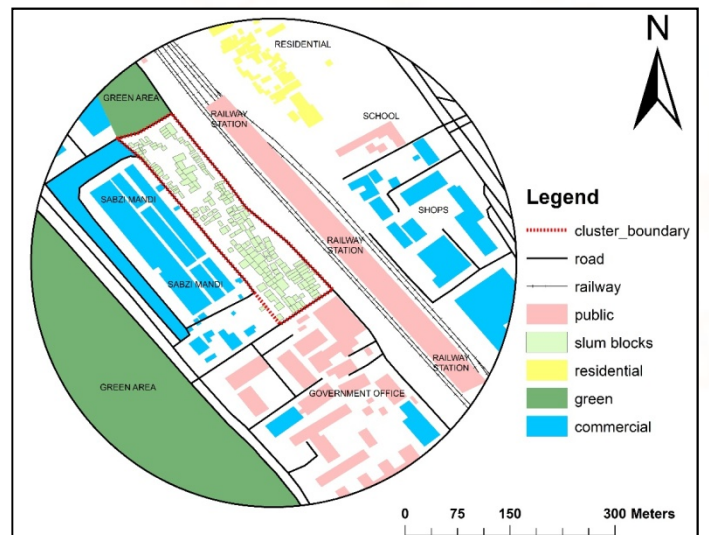 N
RESIDENTIAL
GREEN AREA
RAILWAY
STATION
SCHOOL
SABZI MANDI
SHOPS
RAILWAY
STATION
SABZI MANDI
GREEN AREA
RAILWAY
STATION
GOVERNMENT OFFICE
Legend
cluster_boundary
road
railway
public
slum blocks
residential
green
commercial
0 75 150 300 Meters